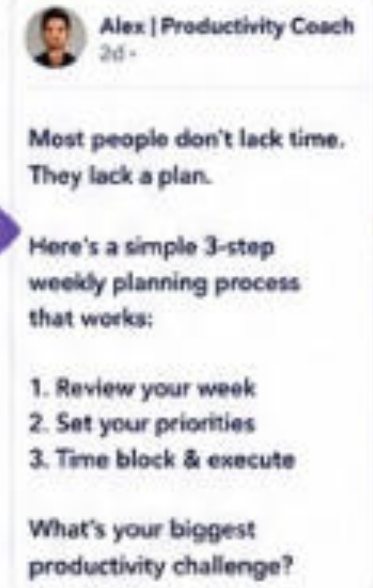 Alex | Productivity Coach
2d •
Most people don't lack time.
They lack a plan.
Here's a simple 3-step
weekly planning process
that works:
1. Review your week
2. Set your priorities
3. Time block & execute
What's your biggest
productivity challenge?